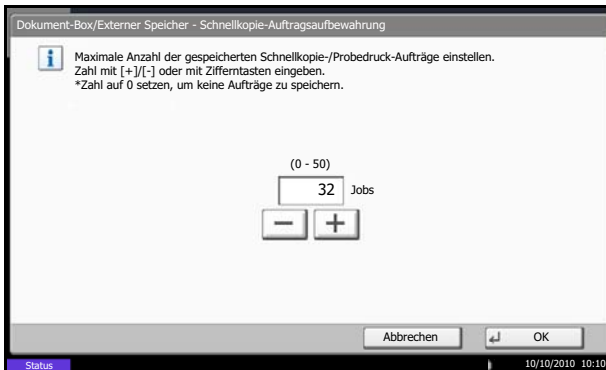 Dokument-Box/Externer Speicher - Schnellkopie-Auftragsaufbewahrung
Maximale Anzahl der gespeicherten Schnellkopie-/Probedruck-Aufträge einstellen.
Zahl mit [+]/[-] oder mit Zifferntasten eingeben.
*Zahl auf 0 setzen, um keine Aufträge zu speichern.
(0 - 50)
32 Jobs
Abbrechen OK
Status 10/10/2010 10:10